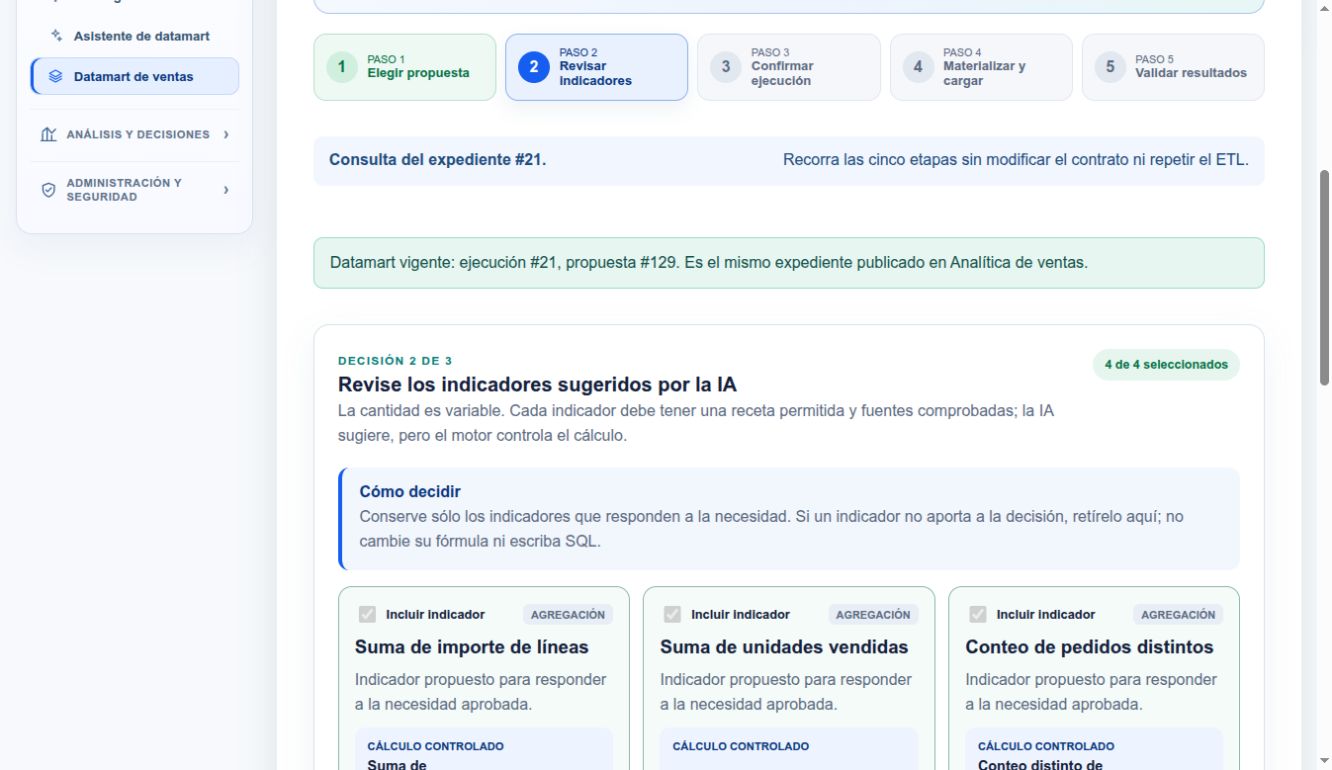 Asistente de datamart
Datamart de ventas
ANÁLISIS Y DECISIONES
ADMINISTRACIÓN Y
SEGURIDAD
1
PASO 1
Elegir propuesta
2
PASO 2
Revisar
indicadores
3
PASO 3
Confirmar
ejecución
4
PASO 4
Materializar y
cargar
5
PASO 5
Validar resultados
Consulta del expediente #21.
Recorra las cinco etapas sin modificar el contrato ni repetir el ETL.
Datamart vigente: ejecución #21, propuesta #129. Es el mismo expediente publicado en Analítica de ventas.
DECISIÓN 2 DE 3
4 de 4 seleccionados
Revise los indicadores sugeridos por la IA
La cantidad es variable. Cada indicador debe tener una receta permitida y fuentes comprobadas; la IA
sugiere, pero el motor controla el cálculo.
Cómo decidir
Conserve sólo los indicadores que responden a la necesidad. Si un indicador no aporta a la decisión, retírelo aquí; no
cambie su fórmula ni escriba SQL.
Incluir indicador
AGREGACIÓN
Suma de importe de líneas
Indicador propuesto para responder
a la necesidad aprobada.
CÁLCULO CONTROLADO
Suma de
Incluir indicador
AGREGACIÓN
Suma de unidades vendidas
Indicador propuesto para responder
a la necesidad aprobada.
CÁLCULO CONTROLADO
Incluir indicador
AGREGACIÓN
Conteo de pedidos distintos
Indicador propuesto para responder
a la necesidad aprobada.
CÁLCULO CONTROLADO
Conteo distinto de